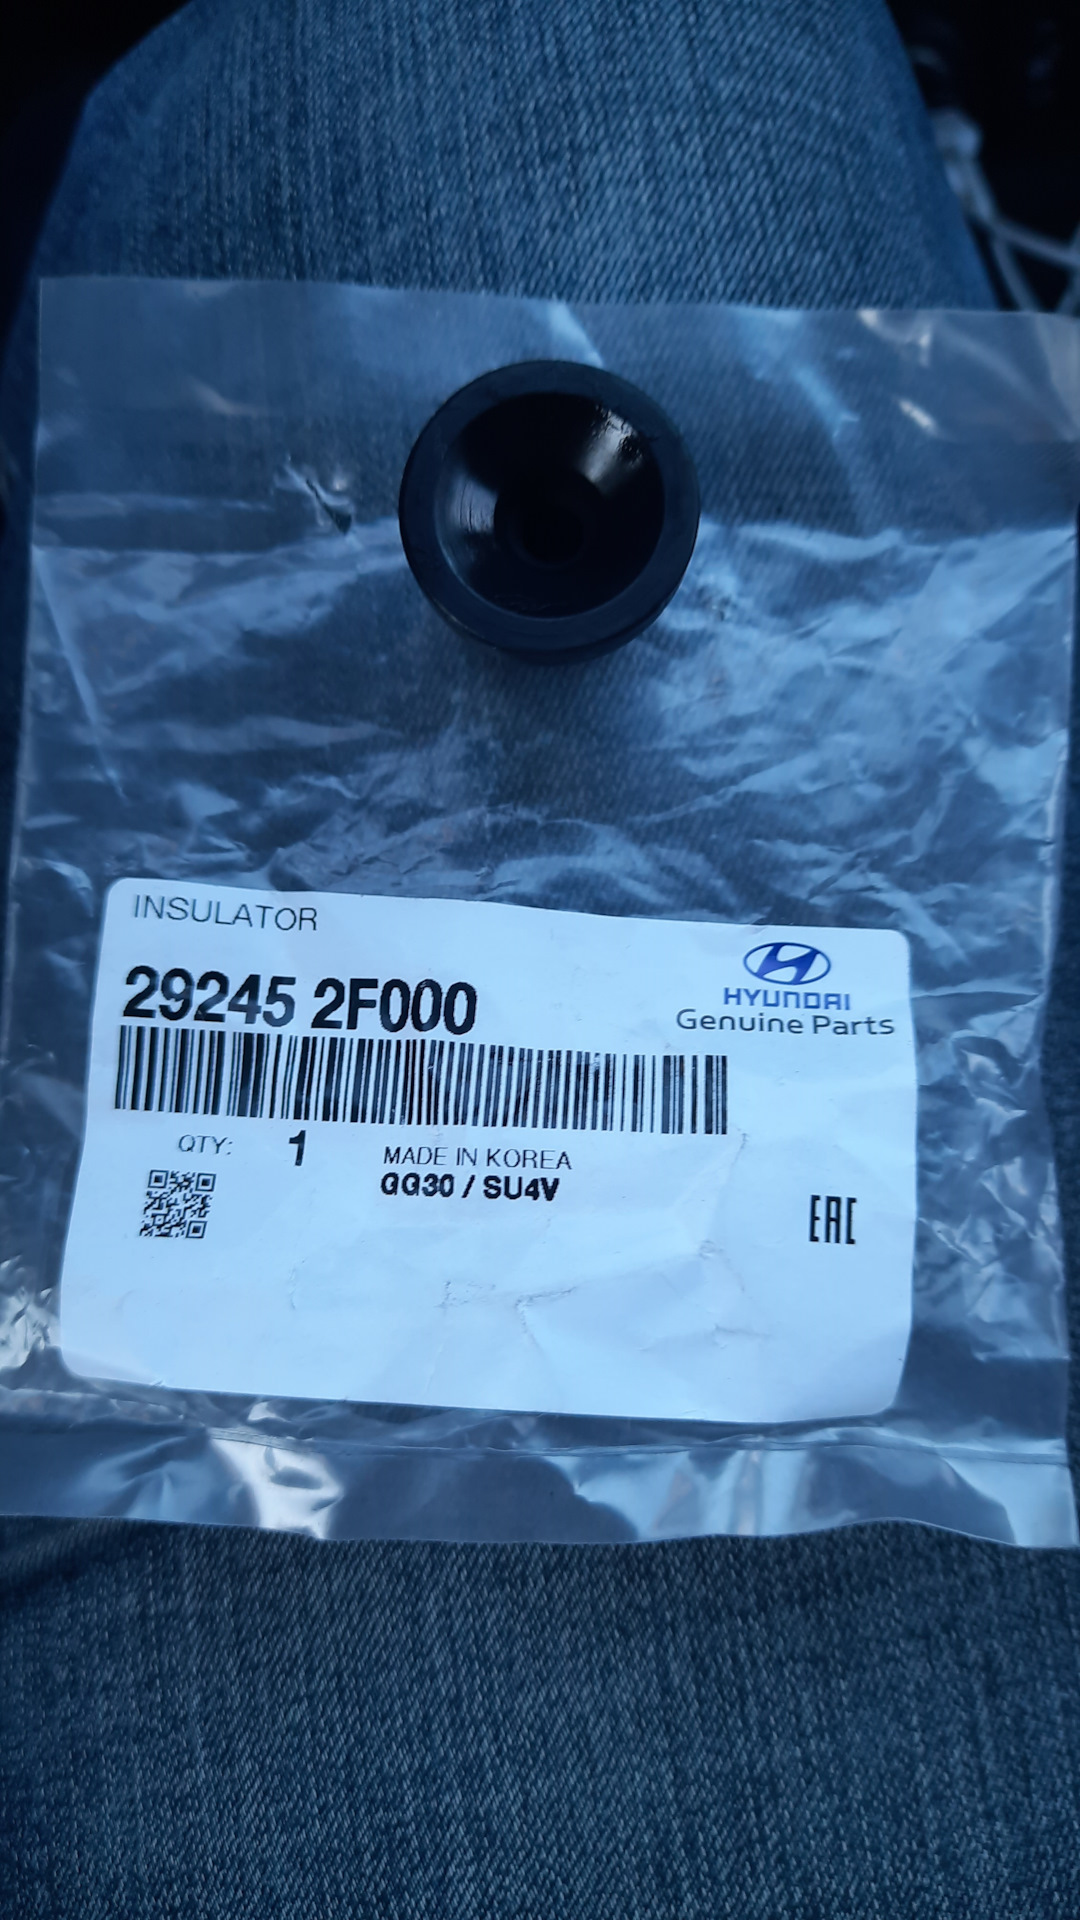 INSULATOR
29245 2F000
HYUNDAI
Genuine Parts
QTY: 1
MADE IN KOREA
GG30 / SU4V
EAC